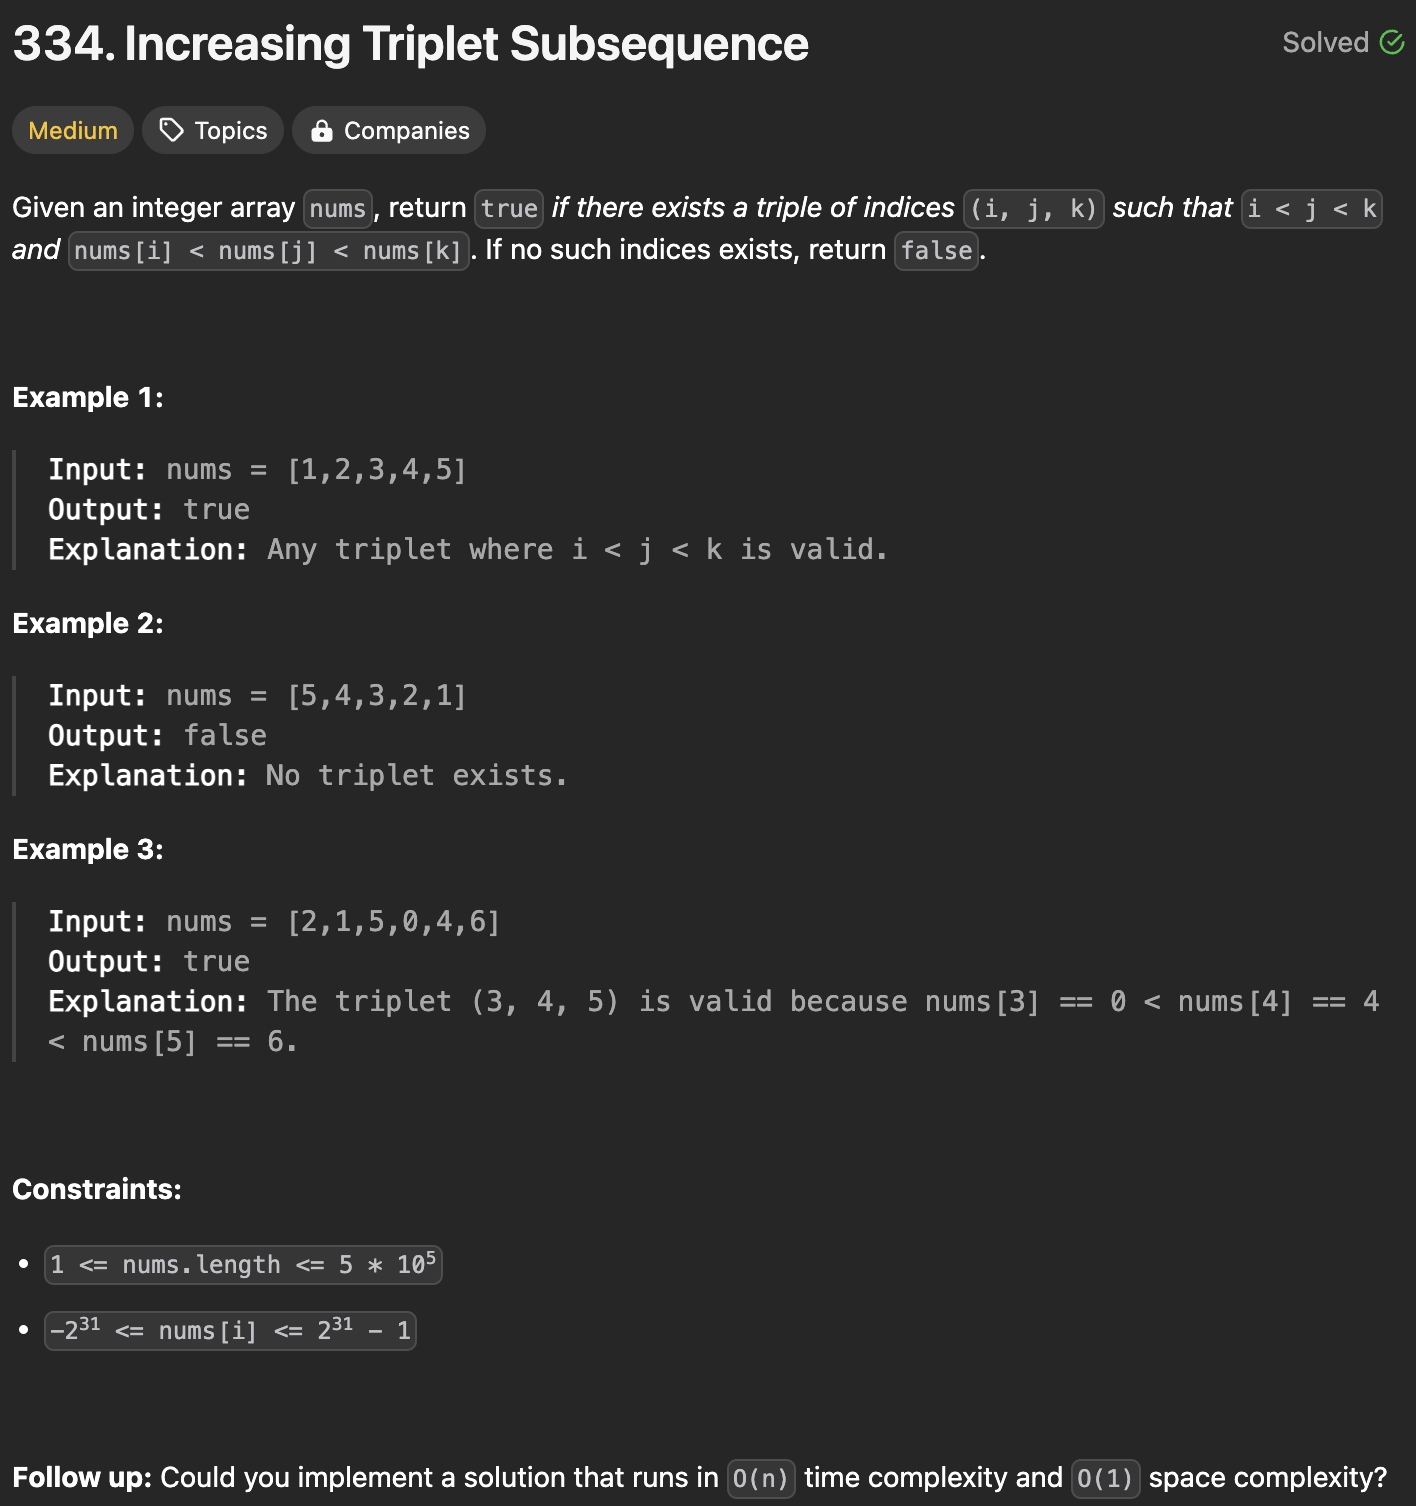 334. Increasing Triplet Subsequence
Solved
Medium
Topics
Companies
Given an integer array nums, return true if there exists a triple of indices (i, j, k) such that i < j < k
and nums[i] < nums[j] < nums[k]. If no such indices exists, return false.
Example 1:
Input: nums = [1,2,3,4,5]
Output: true
Explanation: Any triplet where i < j < k is valid.
Example 2:
Input: nums = [5,4,3,2,1]
Output: false
Explanation: No triplet exists.
Example 3:
Input: nums = [2,1,5,0,4,6]
Output: true
Explanation: The triplet (3, 4, 5) is valid because nums[3] == 0 < nums[4] == 4
< nums[5] == 6.
Constraints:
• 1 <= nums.length <= 5 * 10⁵
• -2³¹ <= nums[i] <= 2³¹ - 1
Follow up: Could you implement a solution that runs in O(n) time complexity and O(1) space complexity?